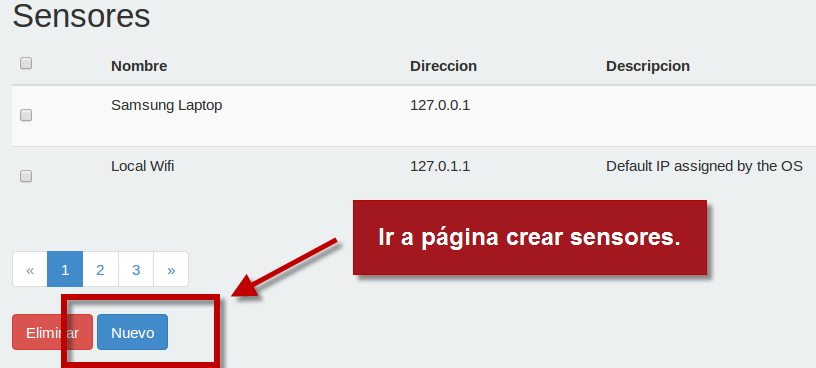 Sensores
Nombre Direccion Descripcion
Samsung Laptop 127.0.0.1
Local Wifi 127.0.1.1 Default IP assigned by the OS
Ir a página crear sensores.
« 1 2 3 »
Eliminar Nuevo